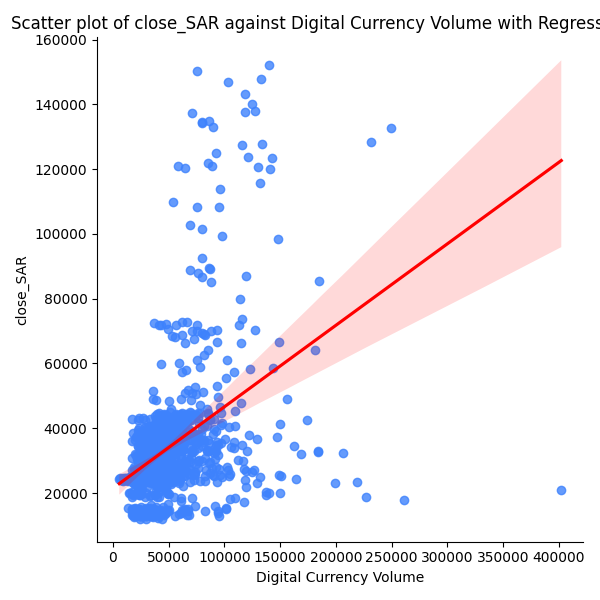 Scatter plot of close_SAR against Digital Currency Volume with Regress
160000
140000
120000
100000
80000
60000
40000
20000
close_SAR
0 50000 100000 150000 200000 250000 300000 350000 400000
Digital Currency Volume